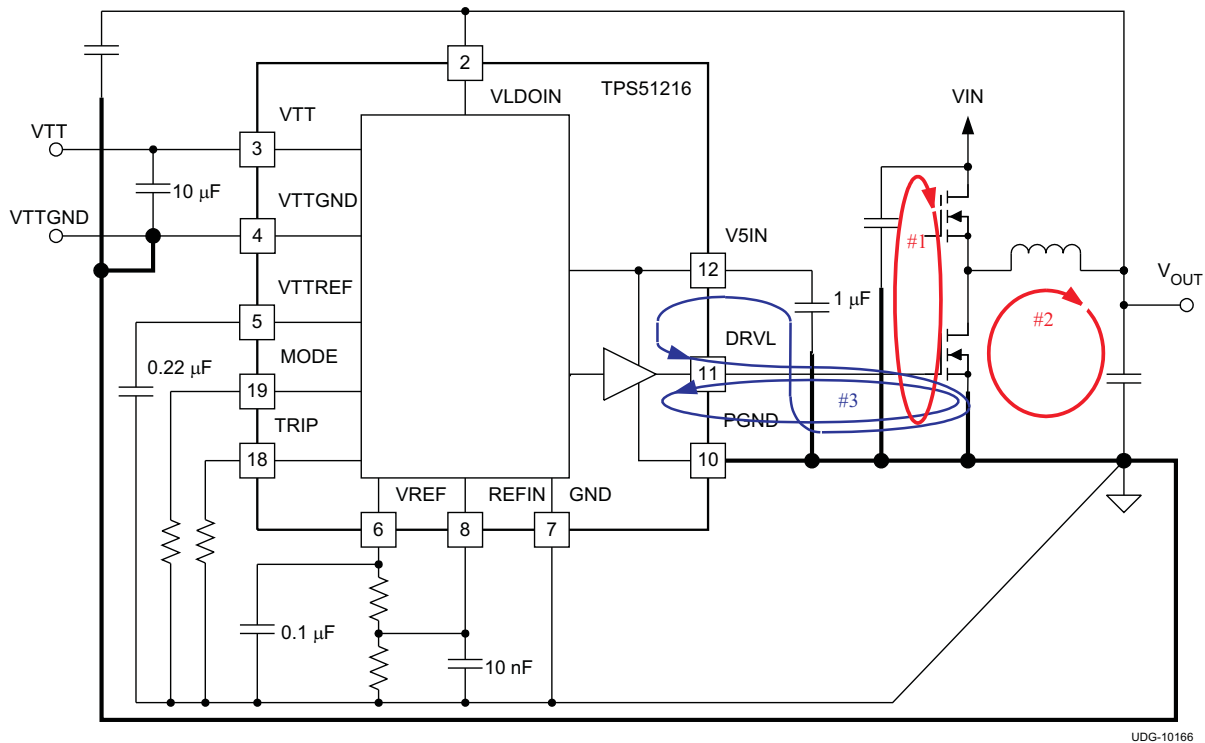 2
TPS51216
VLDOIN
VIN
VTT
VTT
3
10 µF
VTTGND
VTTGND
4
V5IN
12
#1
VOUT
1 µF
#2
VTTREF
5
DRVL
11
MODE
0.22 µF
19
#3
PGND
TRIP
18
10
VREF
REFIN
GND
6
8
7
0.1 µF
10 nF
UDG-10166